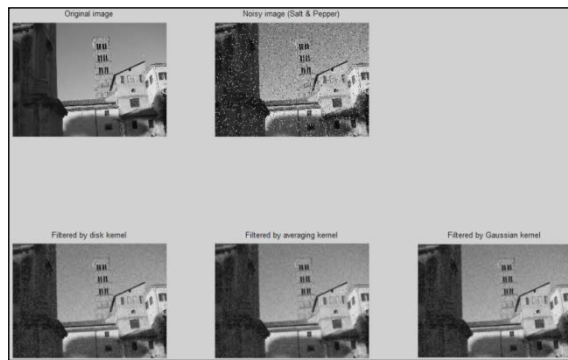 Original image
Noisy image (Salt & Pepper)
Filtered by disk kernel
Filtered by averaging kernel
Filtered by Gaussian kernel